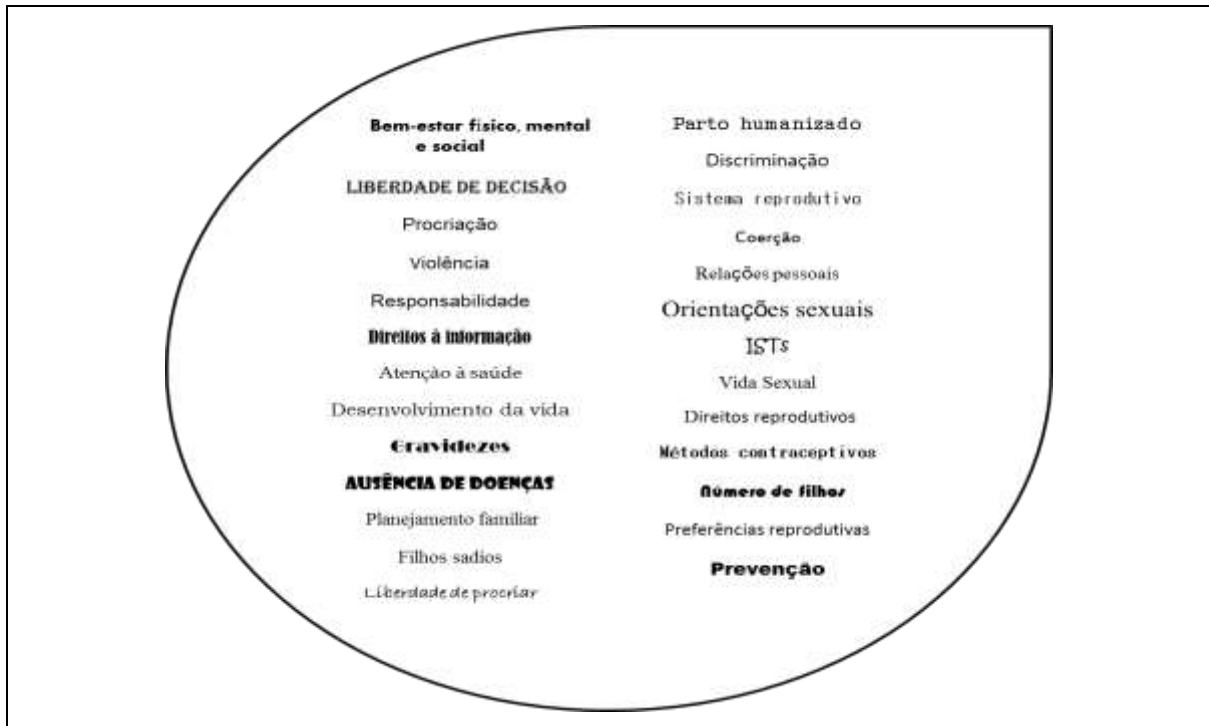 Bem-estar físico, mental
e social
LIBERDADE DE DECISÃO
Procriação
Violência
Responsabilidade
Direitos à informação
Atenção à saúde
Desenvolvimento da vida
Gravidezes
AUSÊNCIA DE DOENÇAS
Planejamento familiar
Filhos sadios
Liberdade de procriar
Parto humanizado
Discriminação
Sistema reprodutivo
Coerção
Relações pessoais
Orientações sexuais
ISTs
Vida Sexual
Direitos reprodutivos
Métodos contraceptivos
Número de filhos
Preferências reprodutivas
Prevenção